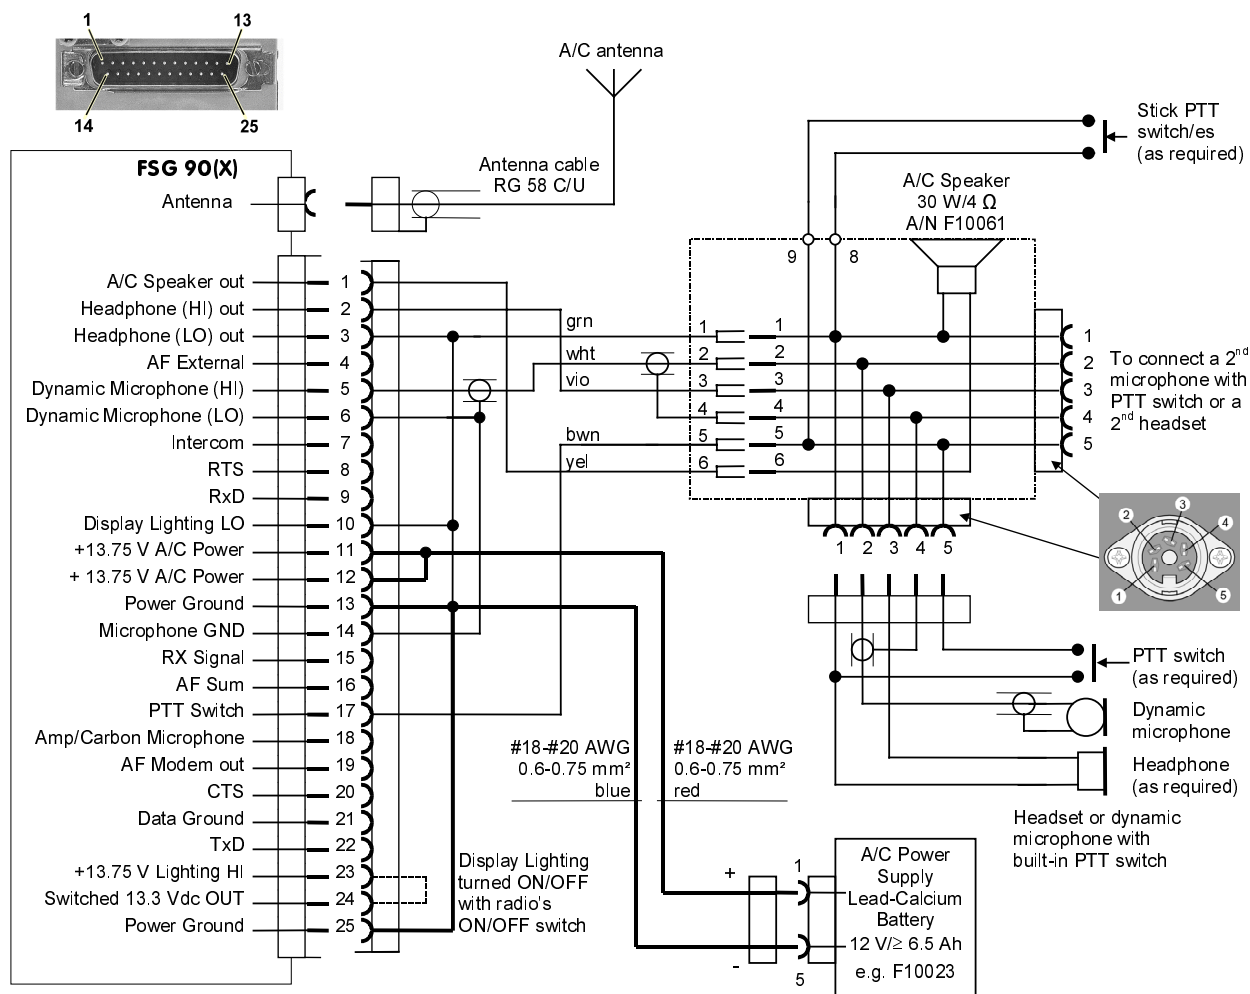 1 13
14 25
A/C antenna
FSG 90(X)
Antenna
Antenna cable
RG 58 C/U
Stick PTT
switch/es
(as required)
A/C Speaker
30 W/4 Ω
A/N F10061
9 8
A/C Speaker out 1
Headphone (HI) out 2
Headphone (LO) out 3
AF External 4
Dynamic Microphone (HI) 5
Dynamic Microphone (LO) 6
Intercom 7
RTS 8
RxD 9
Display Lighting LO 10
+13.75 V A/C Power 11
+ 13.75 V A/C Power 12
Power Ground 13
Microphone GND 14
RX Signal 15
AF Sum 16
PTT Switch 17
Amp/Carbon Microphone 18
AF Modem out 19
CTS 20
Data Ground 21
TxD 22
+13.75 V Lighting HI 23
Switched 13.3 Vdc OUT 24
Power Ground 25
grn
wht
vio
bwn
yel
1 1
2 2
3 3
4 4
5 5
6 6
1
2
3
4
5
To connect a 2nd
microphone with
PTT switch or a
2nd headset
1 2 3 4 5
3
2
4
1
5
PTT switch
(as required)
Dynamic
microphone
Headphone
(as required)
Headset or dynamic
microphone with
built-in PTT switch
#18-#20 AWG
0.6-0.75 mm²
blue
#18-#20 AWG
0.6-0.75 mm²
red
Display Lighting
turned ON/OFF
with radio's
ON/OFF switch
+ 1
- 5
A/C Power
Supply
Lead-Calcium
Battery
12 V/≥ 6.5 Ah
e.g. F10023